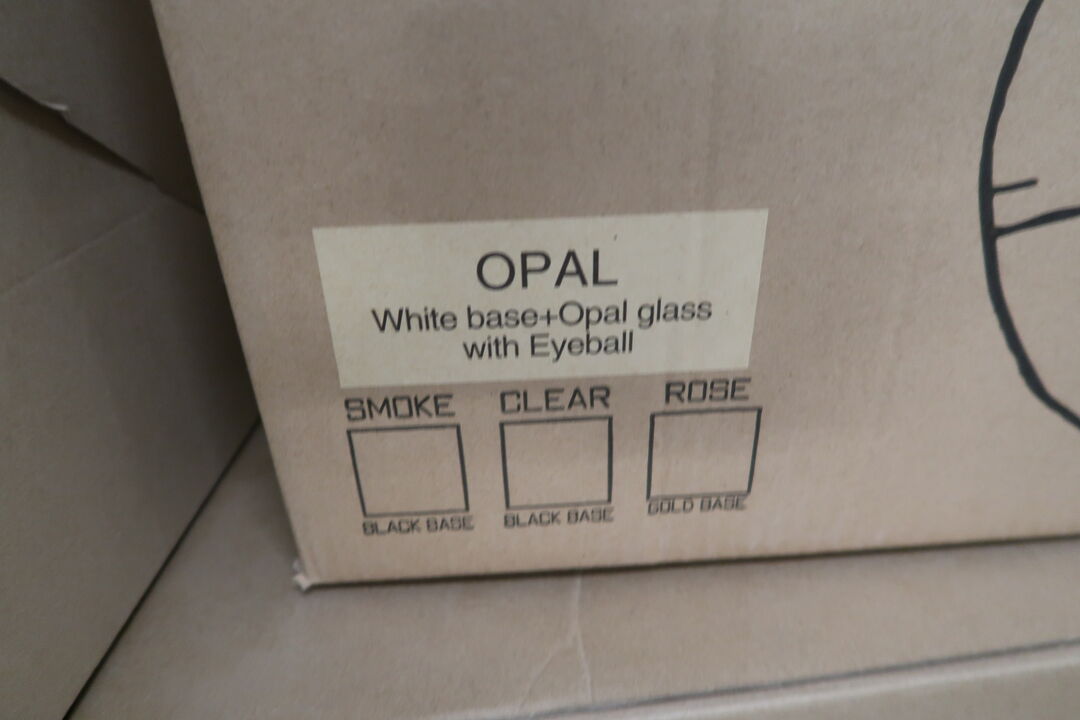 OPAL
White base+Opal glass
with Eyeball
SMOKE CLEAR ROSE
BLACK BASE BLACK BASE GOLD BASE